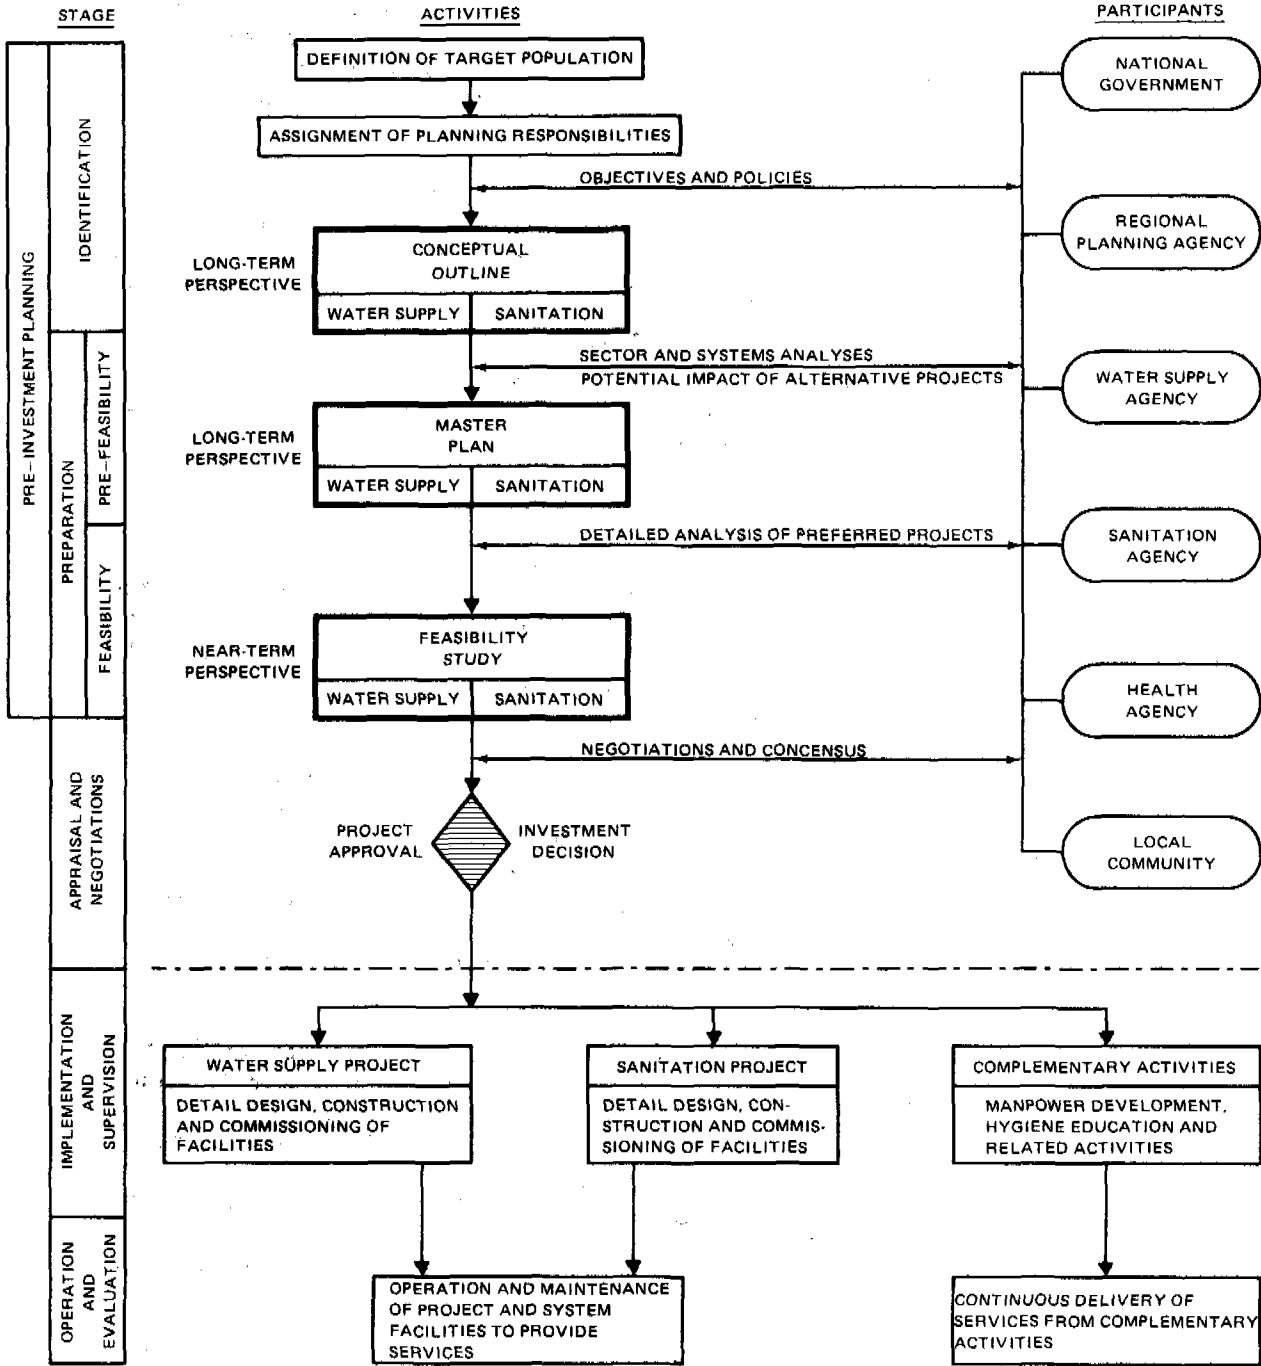 STAGE
ACTIVITIES
PARTICIPANTS
PRE-INVESTMENT PLANNING
IDENTIFICATION
PREPARATION
PRE-FEASIBILITY
FEASIBILITY
APPRAISAL AND
NEGOTIATIONS
IMPLEMENTATION
AND
SUPERVISION
OPERATION
AND
EVALUATION
DEFINITION OF TARGET POPULATION
ASSIGNMENT OF PLANNING RESPONSIBILITIES
OBJECTIVES AND POLICIES
LONG-TERM
PERSPECTIVE
CONCEPTUAL
OUTLINE
WATER SUPPLY
SANITATION
SECTOR AND SYSTEMS ANALYSES
POTENTIAL IMPACT OF ALTERNATIVE PROJECTS
LONG-TERM
PERSPECTIVE
MASTER
PLAN
WATER SUPPLY
SANITATION
DETAILED ANALYSIS OF PREFERRED PROJECTS
NEAR-TERM
PERSPECTIVE
FEASIBILITY
STUDY
WATER SUPPLY
SANITATION
NEGOTIATIONS AND CONCENSUS
PROJECT
APPROVAL
INVESTMENT
DECISION
NATIONAL
GOVERNMENT
REGIONAL
PLANNING AGENCY
WATER SUPPLY
AGENCY
SANITATION
AGENCY
HEALTH
AGENCY
LOCAL
COMMUNITY
WATER SUPPLY PROJECT
DETAIL DESIGN, CONSTRUCTION
AND COMMISSIONING OF
FACILITIES
SANITATION PROJECT
DETAIL DESIGN, CON-
STRUCTION AND COMMIS-
SIONING OF FACILITIES
COMPLEMENTARY ACTIVITIES
MANPOWER DEVELOPMENT,
HYGIENE EDUCATION AND
RELATED ACTIVITIES
OPERATION AND MAINTENANCE
OF PROJECT AND SYSTEM
FACILITIES TO PROVIDE
SERVICES
CONTINUOUS DELIVERY OF
SERVICES FROM COMPLEMENTARY
ACTIVITIES